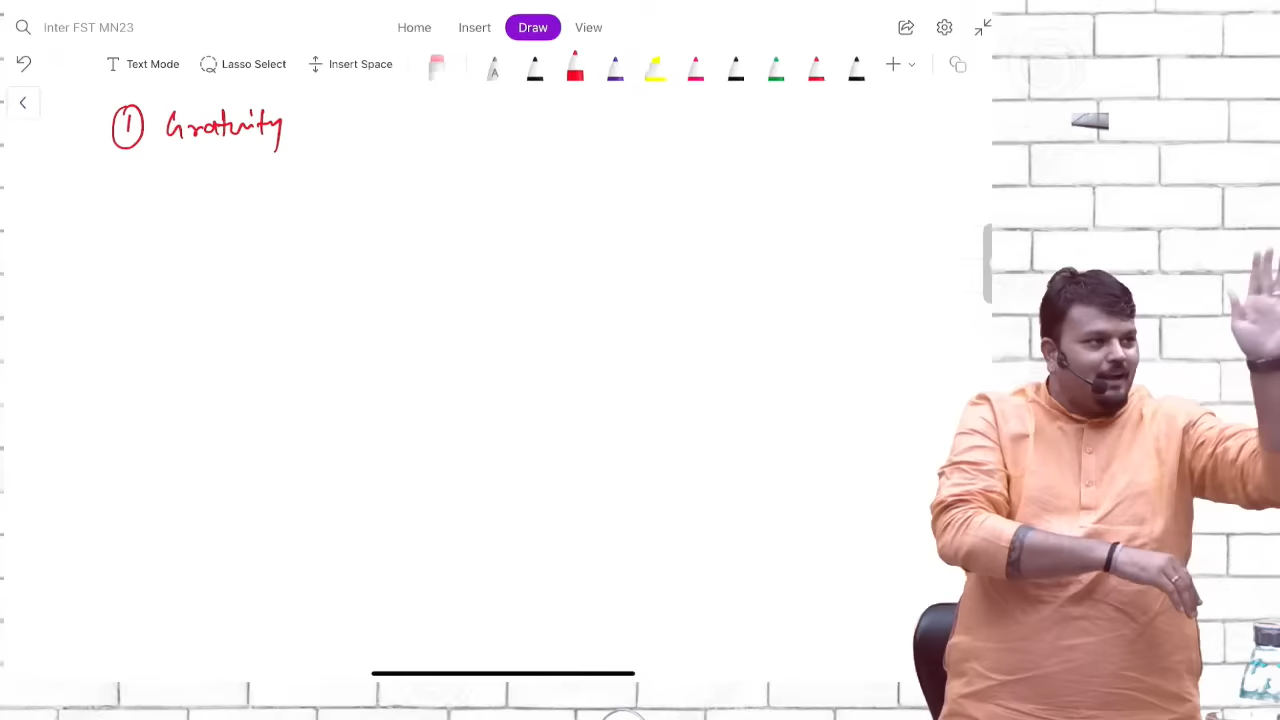 Inter FST MN23
Home Insert Draw View
Text Mode Lasso Select Insert Space
① Gratuity